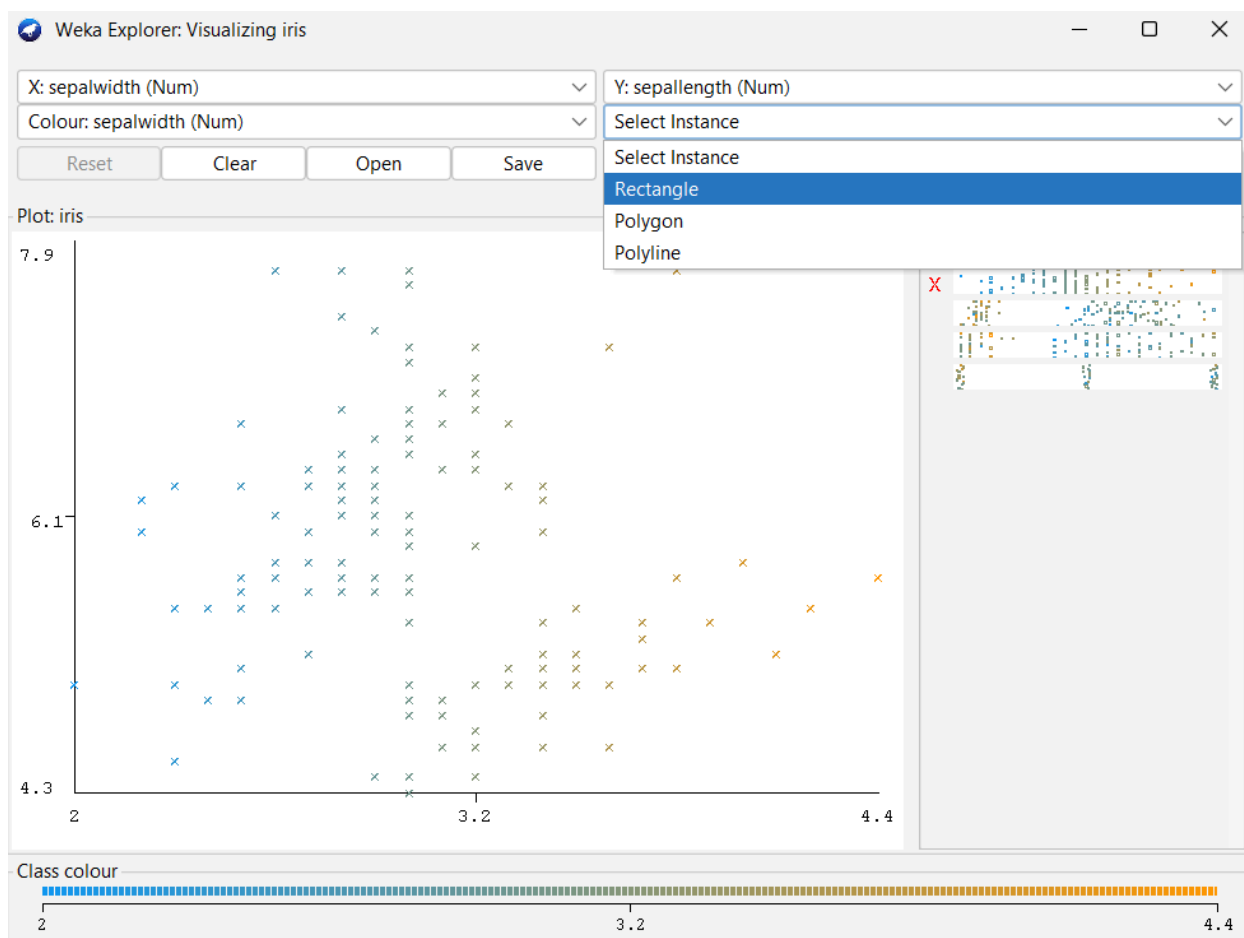 Weka Explorer: Visualizing iris
X: sepalwidth (Num)
Y: sepallength (Num)
Colour: sepalwidth (Num)
Select Instance
Reset
Clear
Open
Save
Select Instance
Rectangle
Polygon
Polyline
Plot: iris
7.9
6.1
4.3
2
3.2
4.4
X
Class colour
2
3.2
4.4